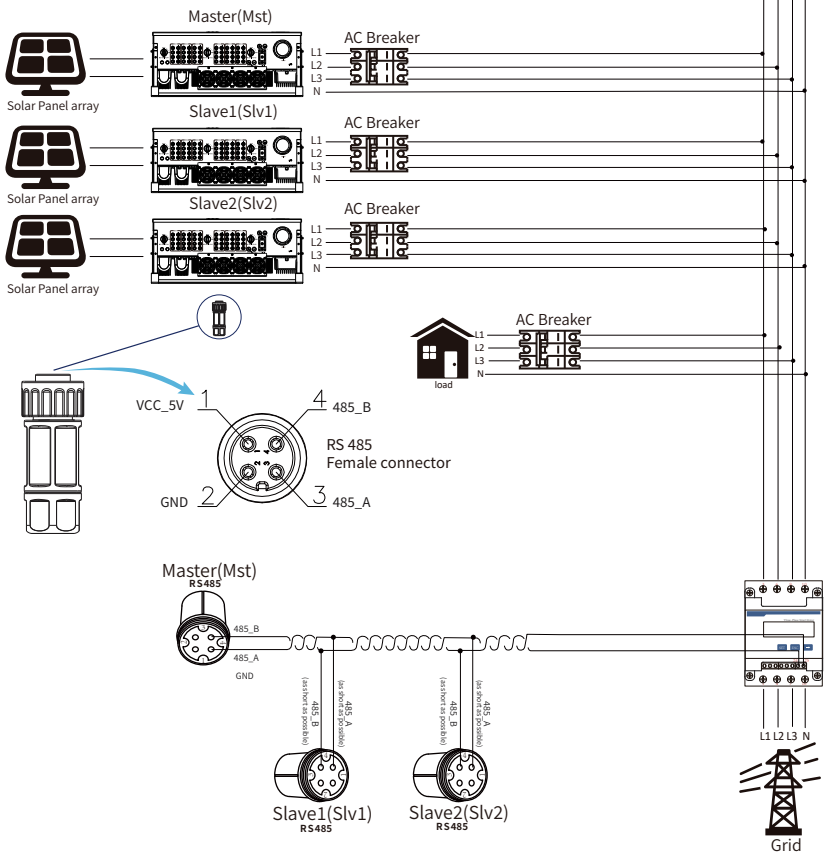 Master(Mst)
AC Breaker
L1
L2
L3
N
Solar Panel array
Slave1(Slv1)
AC Breaker
L1
L2
L3
N
Solar Panel array
Slave2(Slv2)
AC Breaker
L1
L2
L3
N
Solar Panel array
AC Breaker
L1
L2
L3
N
load
VCC_5V
1
4
485_B
RS 485
Female connector
GND
2
3
485_A
1
4
2
3
Master(Mst)
RS485
485_B
485_A
GND
485_B
(as short as possible)
485_A
(as short as possible)
485_B
(as short as possible)
485_A
(as short as possible)
Slave1(Slv1)
RS485
Slave2(Slv2)
RS485
L1 L2 L3 N
Grid